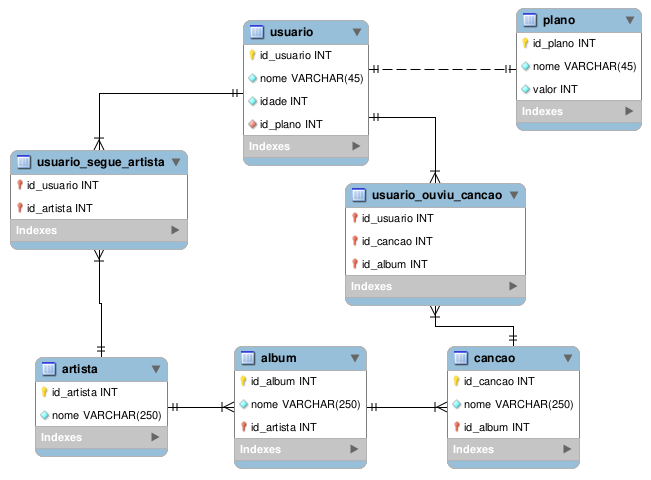 usuario
id_usuario INT
nome VARCHAR(45)
idade INT
id_plano INT
Indexes
plano
id_plano INT
nome VARCHAR(45)
valor INT
Indexes
usuario_segue_artista
id_usuario INT
id_artista INT
Indexes
usuario_ouviu_cancao
id_usuario INT
id_cancao INT
id_album INT
Indexes
artista
id_artista INT
nome VARCHAR(250)
Indexes
album
id_album INT
nome VARCHAR(250)
id_artista INT
Indexes
cancao
id_cancao INT
nome VARCHAR(250)
id_album INT
Indexes